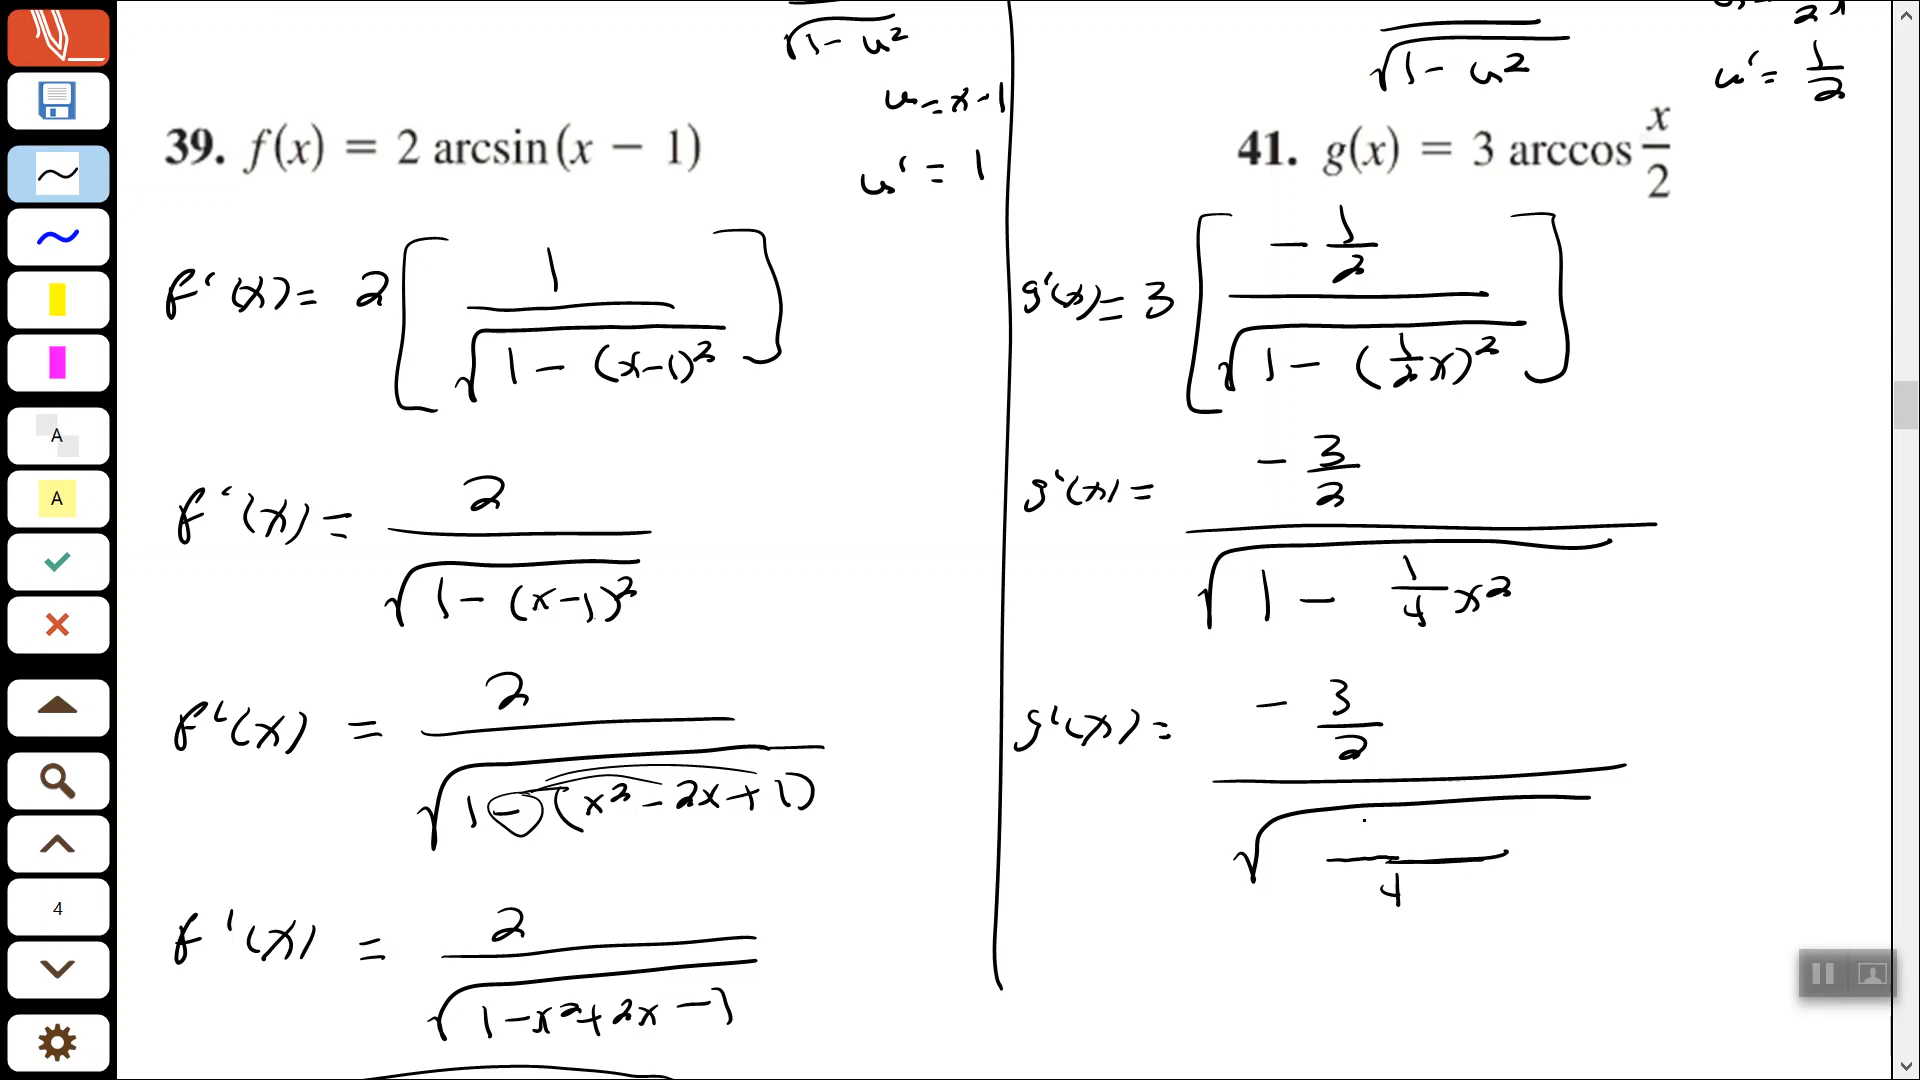 √(1 - u²)
u = x - 1
39. f(x) = 2 arcsin(x − 1)
u' = 1
f'(x) = 2 [ 1 / √(1 - (x-1)²) ]
f'(x) = 2 / √(1 - (x-1)²)
f'(x) = 2 / √(1 - (x² - 2x + 1))
f'(x) = 2 / √(1 - x² + 2x - 1)
√(1 - u²)
u' = 1/2
41. g(x) = 3 arccos x/2
g'(x) = 3 [ - 1/2 / √(1 - (1/2 x)²) ]
g'(x) = - 3/2 / √(1 - 1/4 x²)
g'(x) = - 3/2 / √( /4)
A
A
4